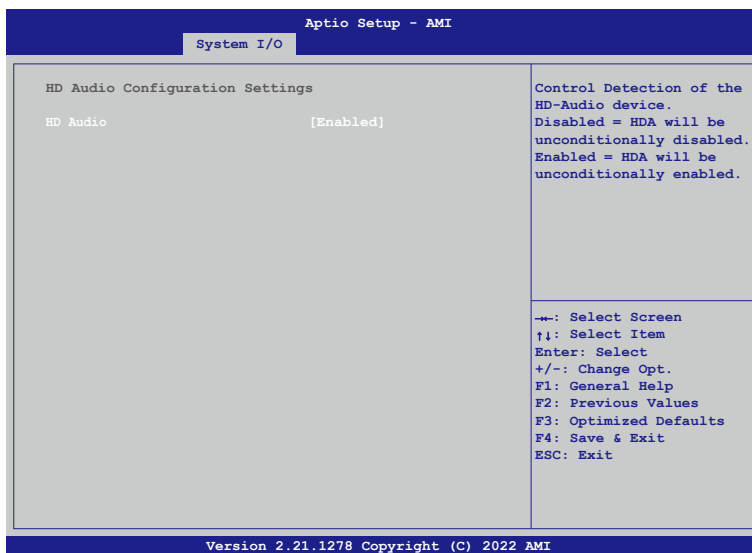 Aptio Setup - AMI
System I/O
HD Audio Configuration Settings
HD Audio [Enabled]
Control Detection of the
HD-Audio device.
Disabled = HDA will be
unconditionally disabled.
Enabled = HDA will be
unconditionally enabled.
→←: Select Screen
↑↓: Select Item
Enter: Select
+/-: Change Opt.
F1: General Help
F2: Previous Values
F3: Optimized Defaults
F4: Save & Exit
ESC: Exit
Version 2.21.1278 Copyright (C) 2022 AMI